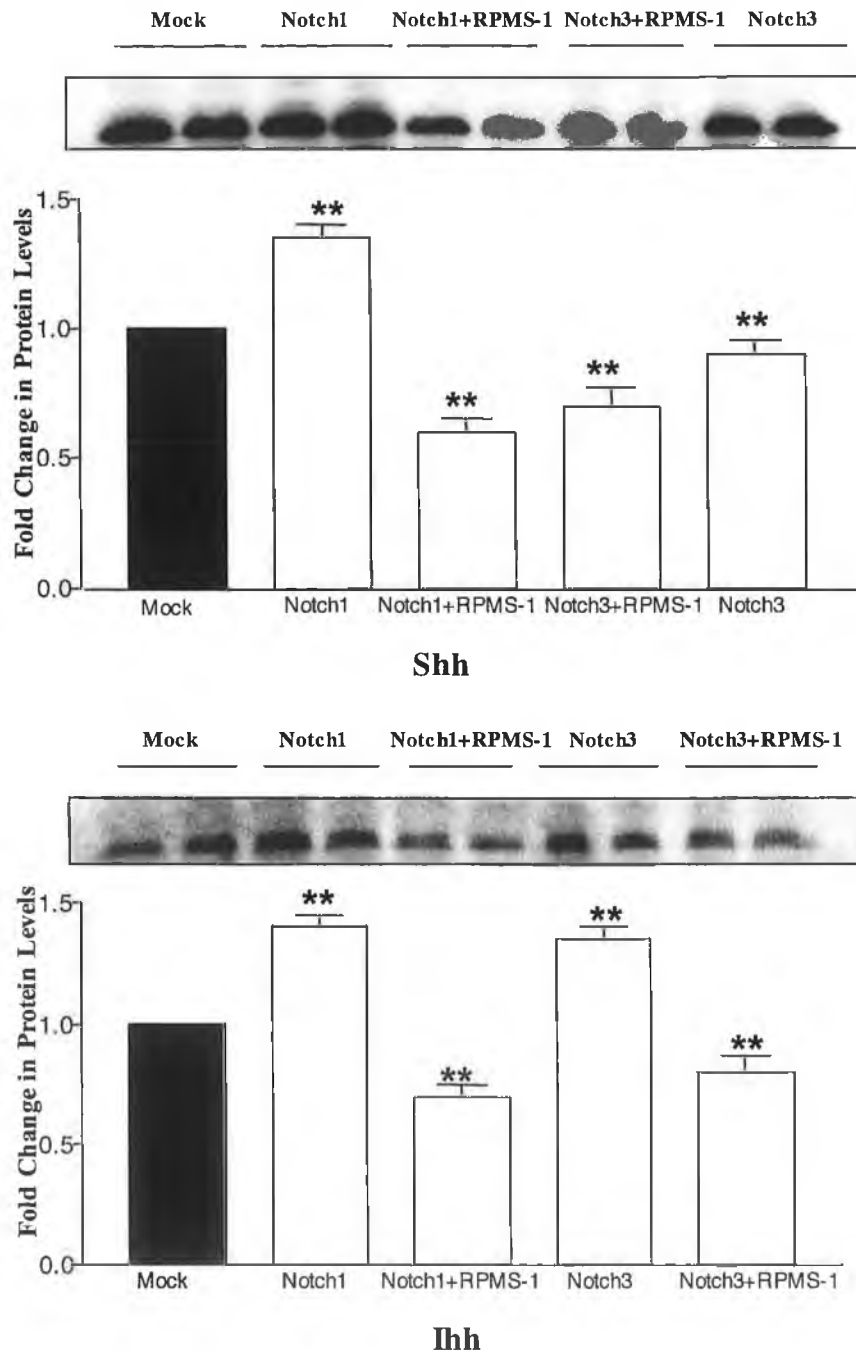 Mock Notch1 Notch1+RPMS-1 Notch3+RPMS-1 Notch3
Fold Change in Protein Levels
1.5
1.0
0.5
0.0
** ** ** **
Mock Notch1 Notch1+RPMS-1 Notch3+RPMS-1 Notch3
Shh
Mock Notch1 Notch1+RPMS-1 Notch3 Notch3+RPMS-1
Fold Change in Protein Levels
1.5
1.0
0.5
0.0
** ** ** **
Mock Notch1 Notch1+RPMS-1 Notch3 Notch3+RPMS-1
Ihh